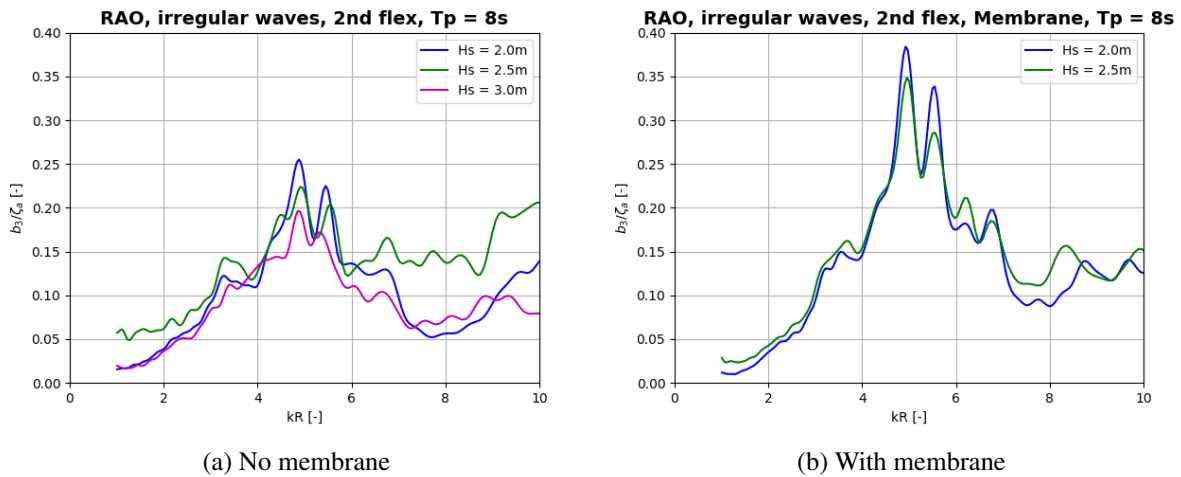 RAO, irregular waves, 2nd flex, Tp = 8s
0.40
0.35
0.30
0.25
0.20
0.15
0.10
0.05
0.00
b₃/ζₐ [-]
Hs = 2.0m
Hs = 2.5m
Hs = 3.0m
0 2 4 6 8 10
kR [-]
(a) No membrane
RAO, irregular waves, 2nd flex, Membrane, Tp = 8s
0.40
0.35
0.30
0.25
0.20
0.15
0.10
0.05
0.00
b₃/ζₐ [-]
Hs = 2.0m
Hs = 2.5m
0 2 4 6 8 10
kR [-]
(b) With membrane